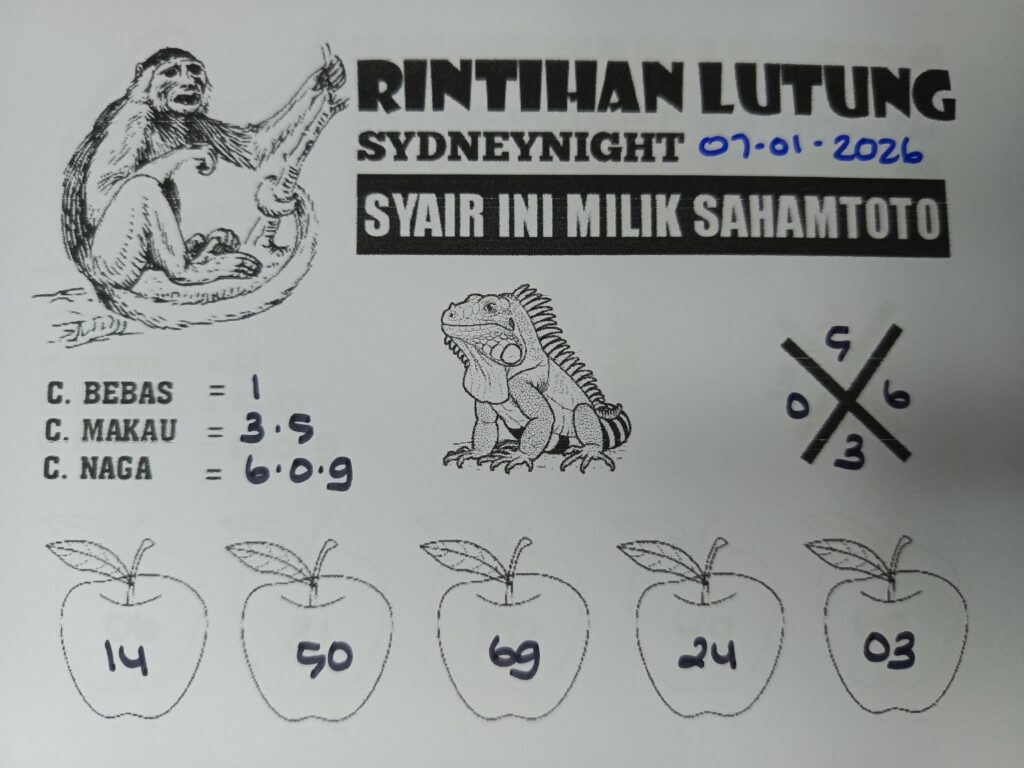 RINTIHAN LUTUNG
SYDNEYNIGHT 07-01-2026
SYAIR INI MILIK SAHAMTOTO
C. BEBAS = 1
C. MAKAU = 3.5
C. NAGA = 6.0.9
5
0 6
3
14 50 69 24 03